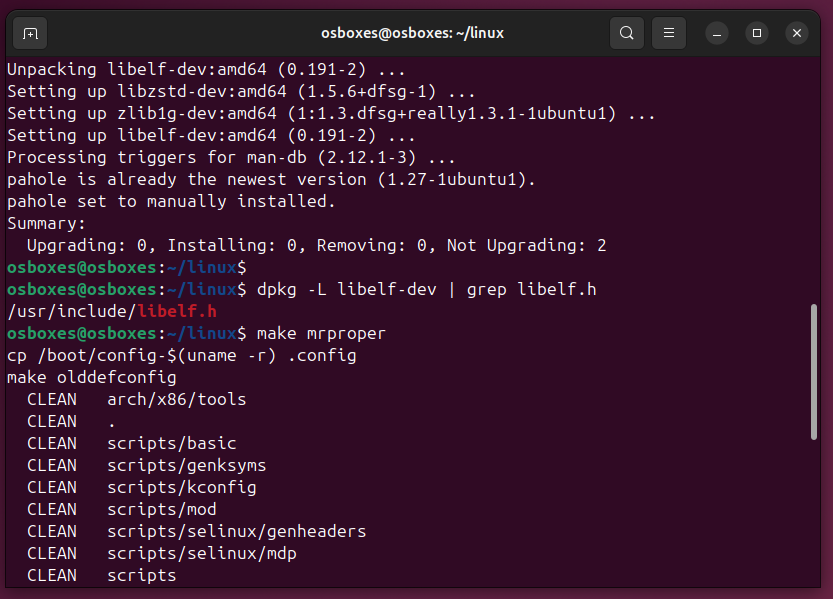 osboxes@osboxes: ~/linux
Unpacking libelf-dev:amd64 (0.191-2) ...
Setting up libzstd-dev:amd64 (1.5.6+dfsg-1) ...
Setting up zlib1g-dev:amd64 (1:1.3.dfsg+really1.3.1-1ubuntu1) ...
Setting up libelf-dev:amd64 (0.191-2) ...
Processing triggers for man-db (2.12.1-3) ...
pahole is already the newest version (1.27-1ubuntu1).
pahole set to manually installed.
Summary:
  Upgrading: 0, Installing: 0, Removing: 0, Not Upgrading: 2
osboxes@osboxes:~/linux$
osboxes@osboxes:~/linux$ dpkg -L libelf-dev | grep libelf.h
/usr/include/libelf.h
osboxes@osboxes:~/linux$ make mrproper
cp /boot/config-$(uname -r) .config
make olddefconfig
  CLEAN   arch/x86/tools
  CLEAN   .
  CLEAN   scripts/basic
  CLEAN   scripts/genksyms
  CLEAN   scripts/kconfig
  CLEAN   scripts/mod
  CLEAN   scripts/selinux/genheaders
  CLEAN   scripts/selinux/mdp
  CLEAN   scripts